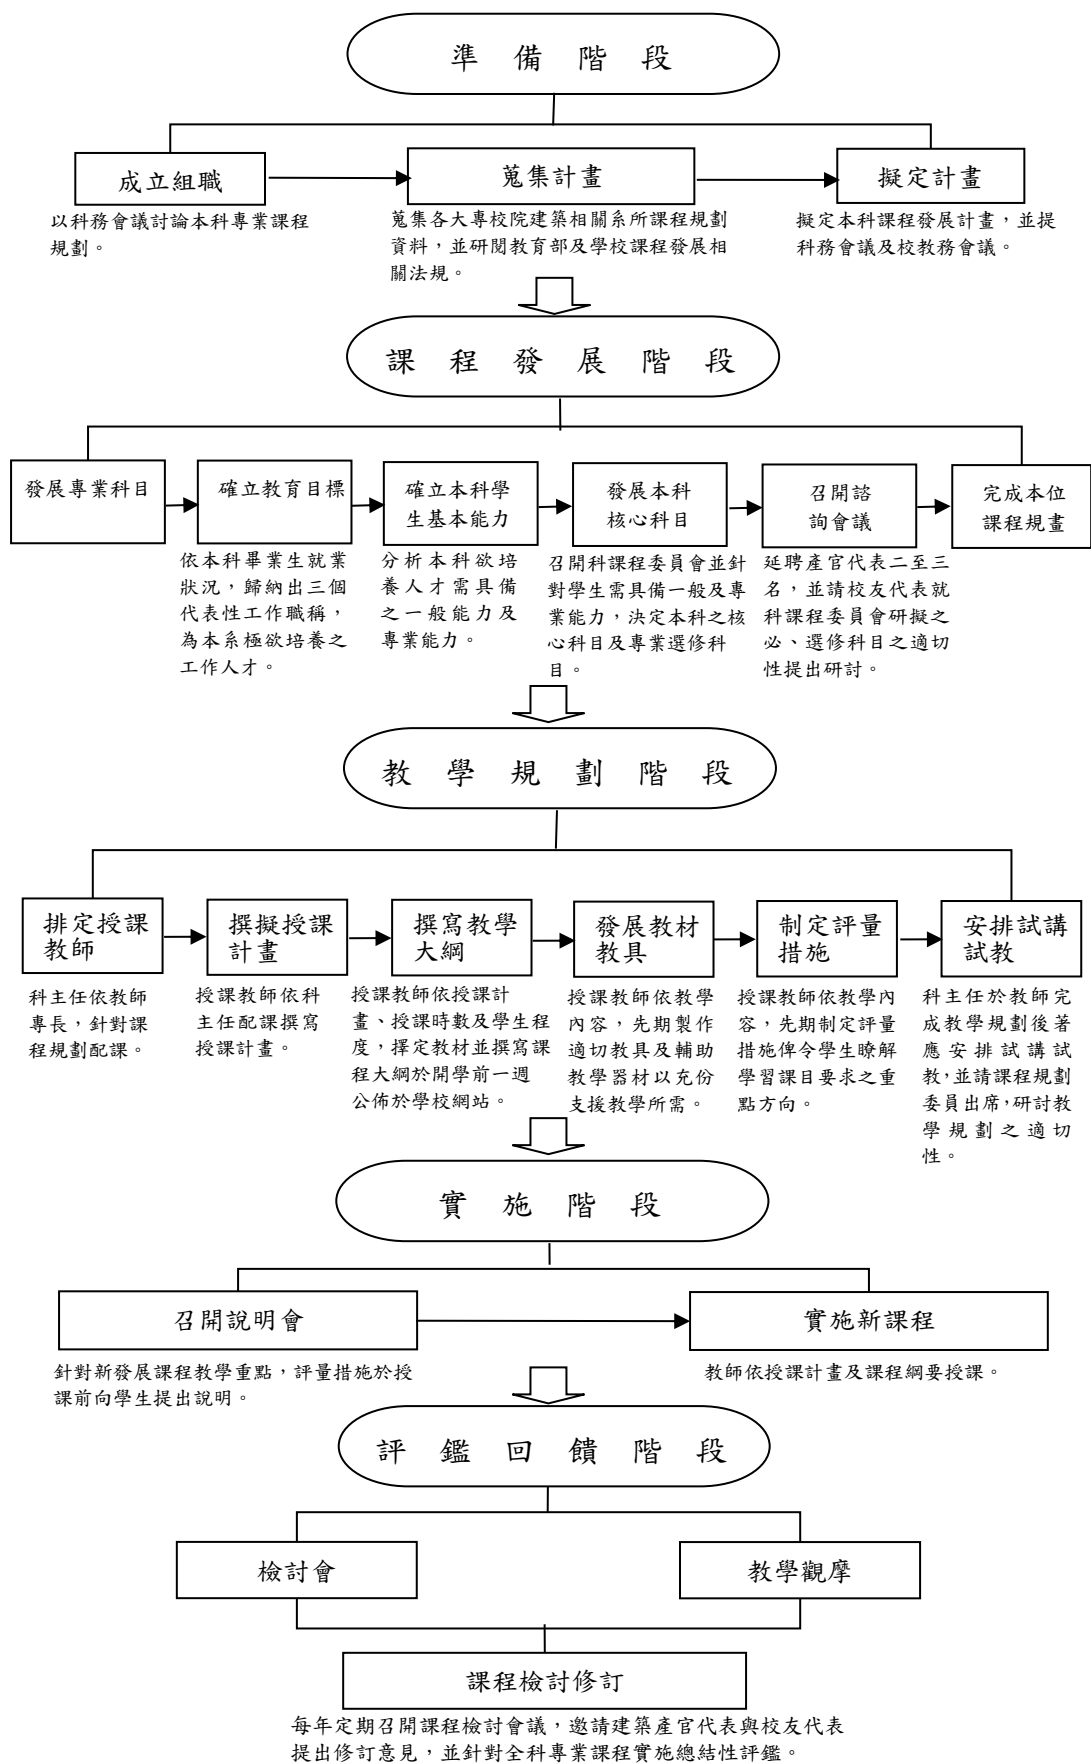 準備階段
成立組職
蒐集計畫
擬定計畫
以科務會議討論本科專業課程
規劃。
蒐集各大專校院建築相關系所課程規劃
資料，並研閱教育部及學校課程發展相
關法規。
擬定本科課程發展計畫，並提
科務會議及校教務會議。
課程發展階段
發展專業科目
確立教育目標
確立本科學
生基本能力
發展本科
核心科目
召開諮
詢會議
完成本位
課程規畫
依本科畢業生就業
狀況，歸納出三個
代表性工作職稱，
為本系極欲培養之
工作人才。
分析本科欲培
養人才需具備
之一般能力及
專業能力。
召開科課程委員會並針
對學生需具備一般及專
業能力，決定本科之核
心科目及專業選修科
目。
延聘產官代表二至三
名，並請校友代表就
科課程委員會研擬之
必、選修科目之適切
性提出研討。
教學規劃階段
排定授課
教師
撰擬授課
計畫
撰寫教學
大綱
發展教材
教具
制定評量
措施
安排試講
試教
科主任依教師
專長，針對課
程規劃配課。
授課教師依科
主任配課撰寫
授課計畫。
授課教師依授課計
畫、授課時數及學生程
度，擇定教材並撰寫課
程大綱於開學前一週
公佈於學校網站。
授課教師依教學
內容，先期製作
適切教具及輔助
教學器材以充份
支援教學所需。
授課教師依教學內
容，先期制定評量
措施俾令學生瞭解
學習課目要求之重
點方向。
科主任於教師完
成教學規劃後著
應安排試講試
教，並請課程規劃
委員出席，研討教
學規劃之適切
性。
實施階段
召開說明會
實施新課程
針對新發展課程教學重點，評量措施於授
課前向學生提出說明。
教師依授課計畫及課程綱要授課。
評鑑回饋階段
檢討會
教學觀摩
課程檢討修訂
每年定期召開課程檢討會議，邀請建築產官代表與校友代表
提出修訂意見，並針對全科專業課程實施總結性評鑑。